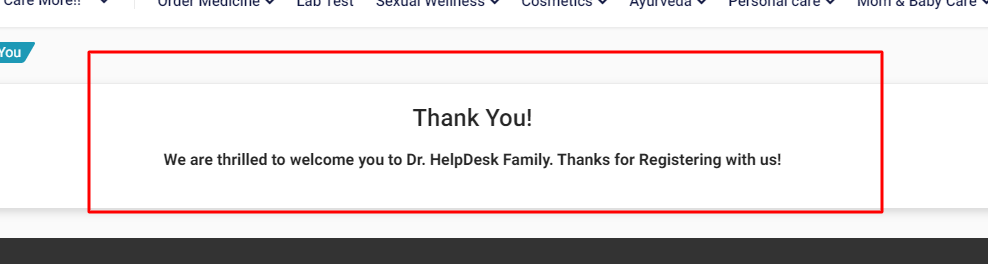 Care More!! Order Medicine Lab Test Sexual Wellness Cosmetics Ayurveda Personal care Mom & Baby Care
You
Thank You!
We are thrilled to welcome you to Dr. HelpDesk Family. Thanks for Registering with us!